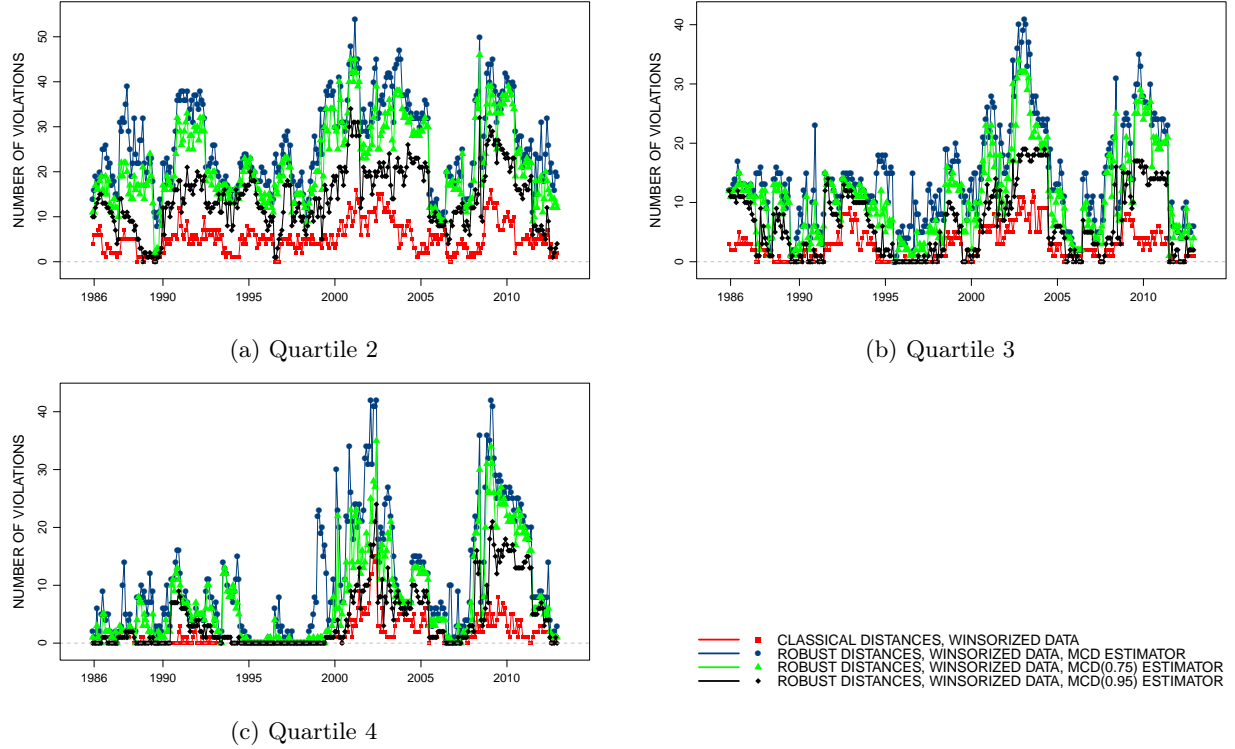 NUMBER OF VIOLATIONS
50
40
30
20
10
0
1986 1990 1995 2000 2005 2010
(a) Quartile 2
NUMBER OF VIOLATIONS
40
30
20
10
0
1986 1990 1995 2000 2005 2010
(b) Quartile 3
NUMBER OF VIOLATIONS
40
30
20
10
0
1986 1990 1995 2000 2005 2010
(c) Quartile 4
CLASSICAL DISTANCES, WINSORIZED DATA
ROBUST DISTANCES, WINSORIZED DATA, MCD ESTIMATOR
ROBUST DISTANCES, WINSORIZED DATA, MCD(0.75) ESTIMATOR
ROBUST DISTANCES, WINSORIZED DATA, MCD(0.95) ESTIMATOR